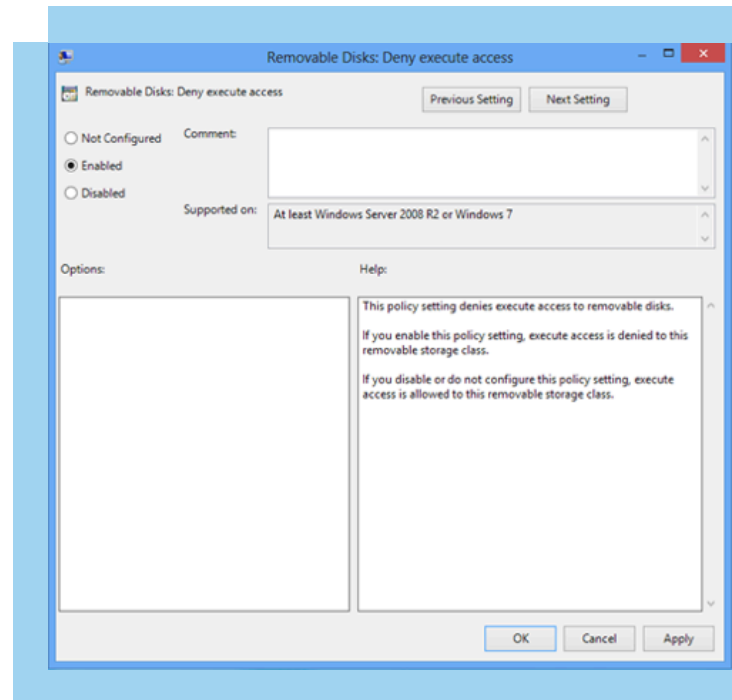 Removable Disks: Deny execute access
Removable Disks: Deny execute access
Previous Setting
Next Setting
Not Configured
Comment:
Enabled
Disabled
Supported on:
At least Windows Server 2008 R2 or Windows 7
Options:
Help:
This policy setting denies execute access to removable disks.
If you enable this policy setting, execute access is denied to this
removable storage class.
If you disable or do not configure this policy setting, execute
access is allowed to this removable storage class.
OK
Cancel
Apply